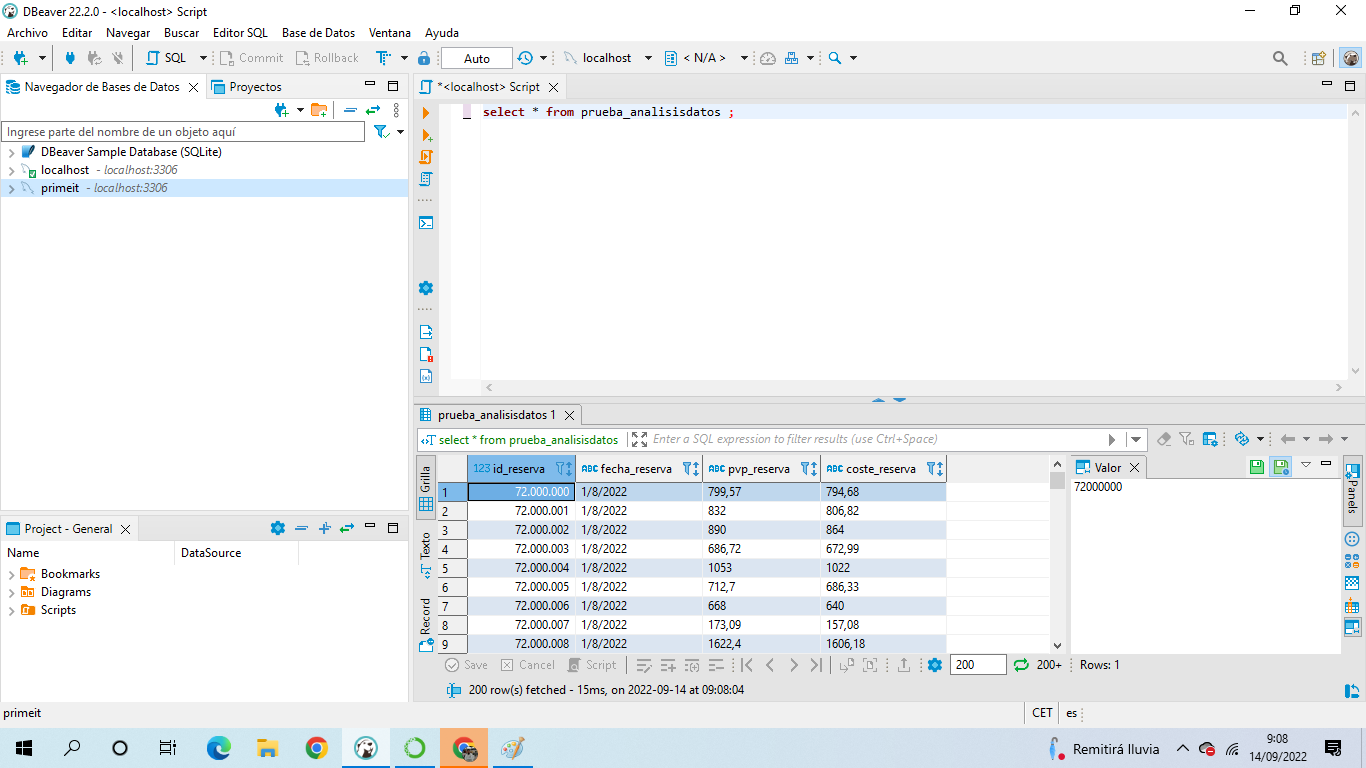 DBeaver 22.2.0 - <localhost> Script
Archivo Editar Navegar Buscar Editor SQL Base de Datos Ventana Ayuda
SQL Commit Rollback Auto localhost < N/A >
Navegador de Bases de Datos Proyectos
*<localhost> Script
Ingrese parte del nombre de un objeto aquí
DBeaver Sample Database (SQLite)
localhost - localhost:3306
primeit - localhost:3306
select * from prueba_analisisdatos ;
prueba_analisisdatos 1
select * from prueba_analisisdatos Enter a SQL expression to filter results (use Ctrl+Space)
Grilla
Texto
Record
123 id_reserva ABC fecha_reserva ABC pvp_reserva ABC coste_reserva
1 72.000.000 1/8/2022 799,57 794,68
2 72.000.001 1/8/2022 832 806,82
3 72.000.002 1/8/2022 890 864
4 72.000.003 1/8/2022 686,72 672,99
5 72.000.004 1/8/2022 1053 1022
6 72.000.005 1/8/2022 712,7 686,33
7 72.000.006 1/8/2022 668 640
8 72.000.007 1/8/2022 173,09 157,08
9 72.000.008 1/8/2022 1622,4 1606,18
Valor
72000000
Panels
Save Cancel Script 200 200+ Rows: 1
200 row(s) fetched - 15ms, on 2022-09-14 at 09:08:04
Project - General
Name DataSource
Bookmarks
Diagrams
Scripts
primeit CET es
Remitirá lluvia 9:08
14/09/2022